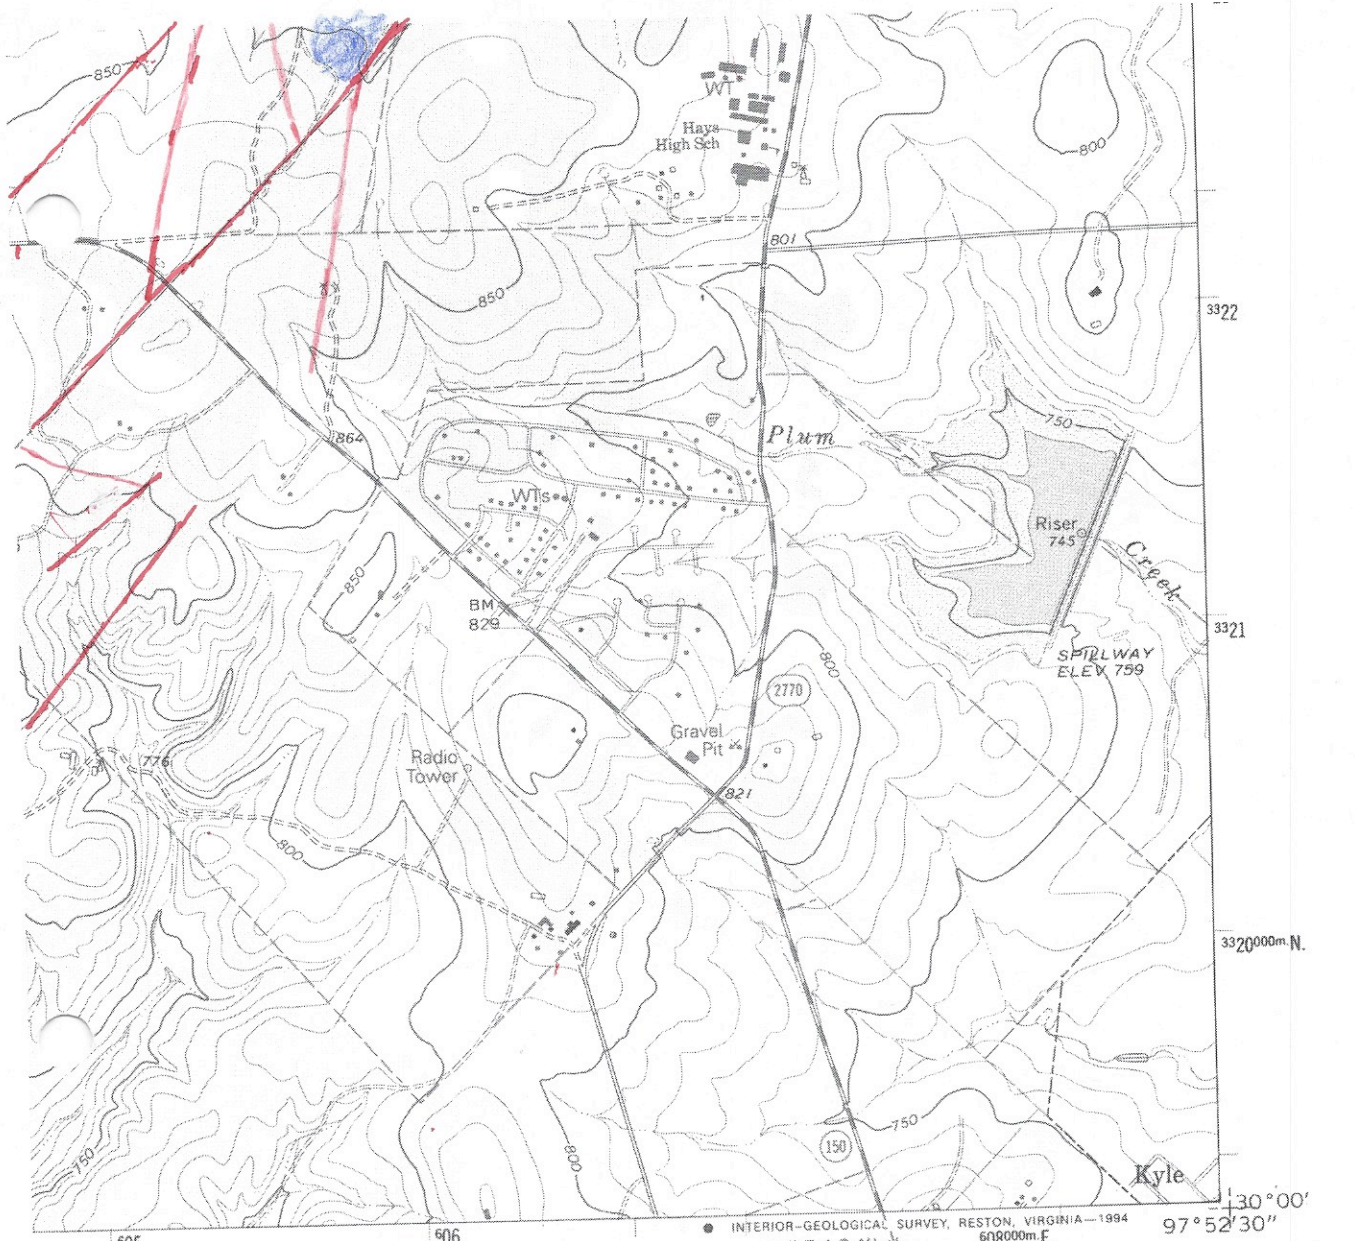 850
WT
Hays
High Sch
800
801
850
3322
750
864
Plum
WTs
Riser
745
Creek
850
BM
829
3321
SPILLWAY
ELEV 759
800
2770
Gravel
Pit
Radio
Tower
776
821
800
3320000m.N.
750
750
150
800
Kyle
30°00'
INTERIOR-GEOLOGICAL SURVEY, RESTON, VIRGINIA-1994
97°52'30"
605
606
608000m.E